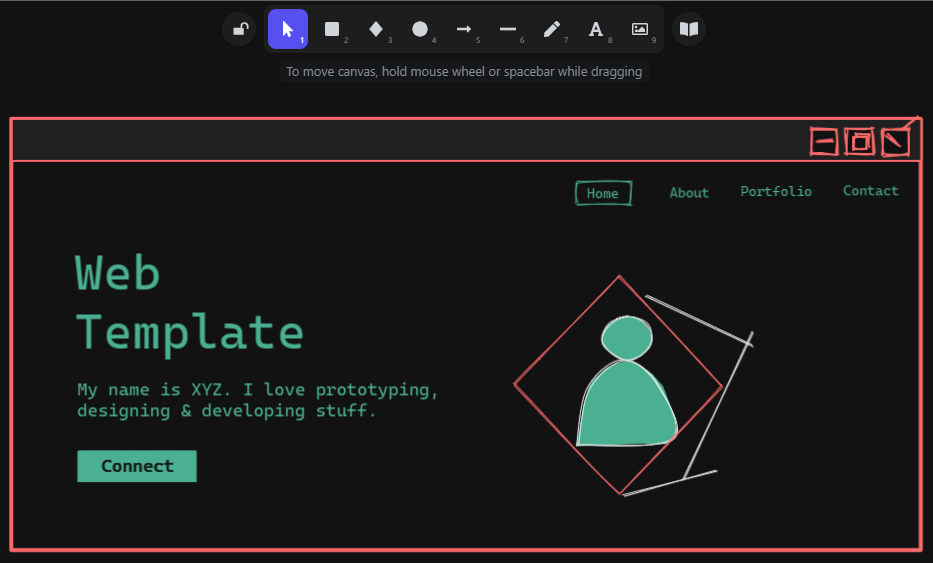 1 2 3 4 5 6 7 A 8 9
To move canvas, hold mouse wheel or spacebar while dragging
Home About Portfolio Contact
Web
Template
My name is XYZ. I love prototyping,
designing & developing stuff.
Connect